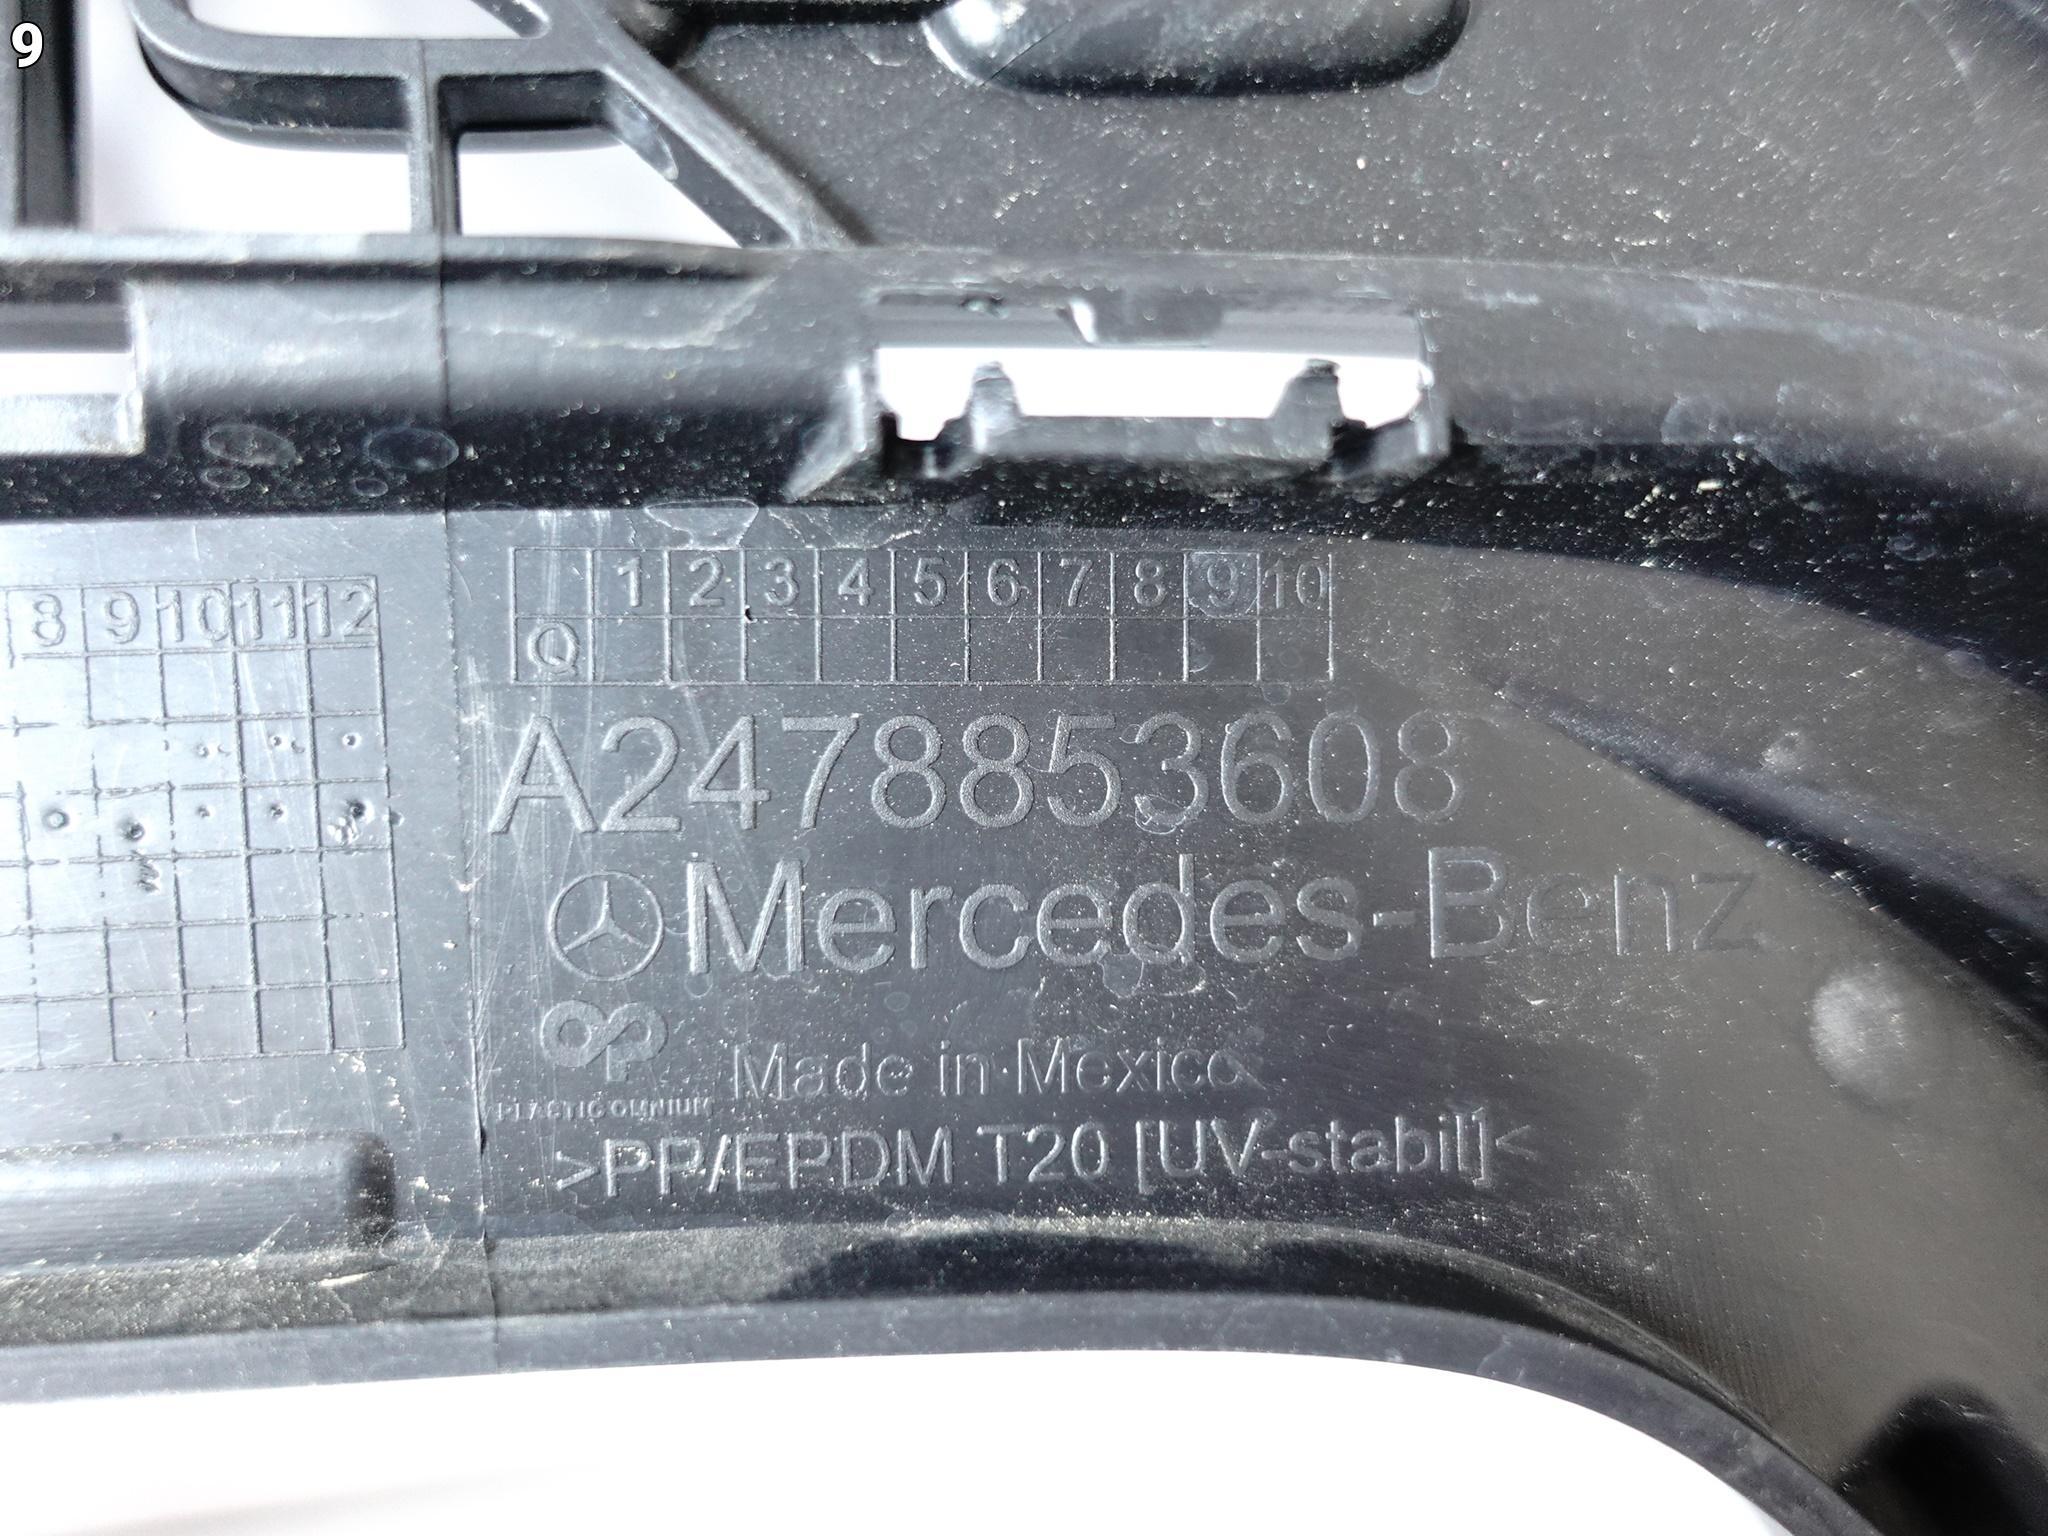 9
8 9 10 11 12
1 2 3 4 5 6 7 8 9 10
Q
A2478853608
Mercedes-Benz
Made in Mexico
PLASTIC OMNIUM
>PP/EPDM T20 [UV-stabil]<